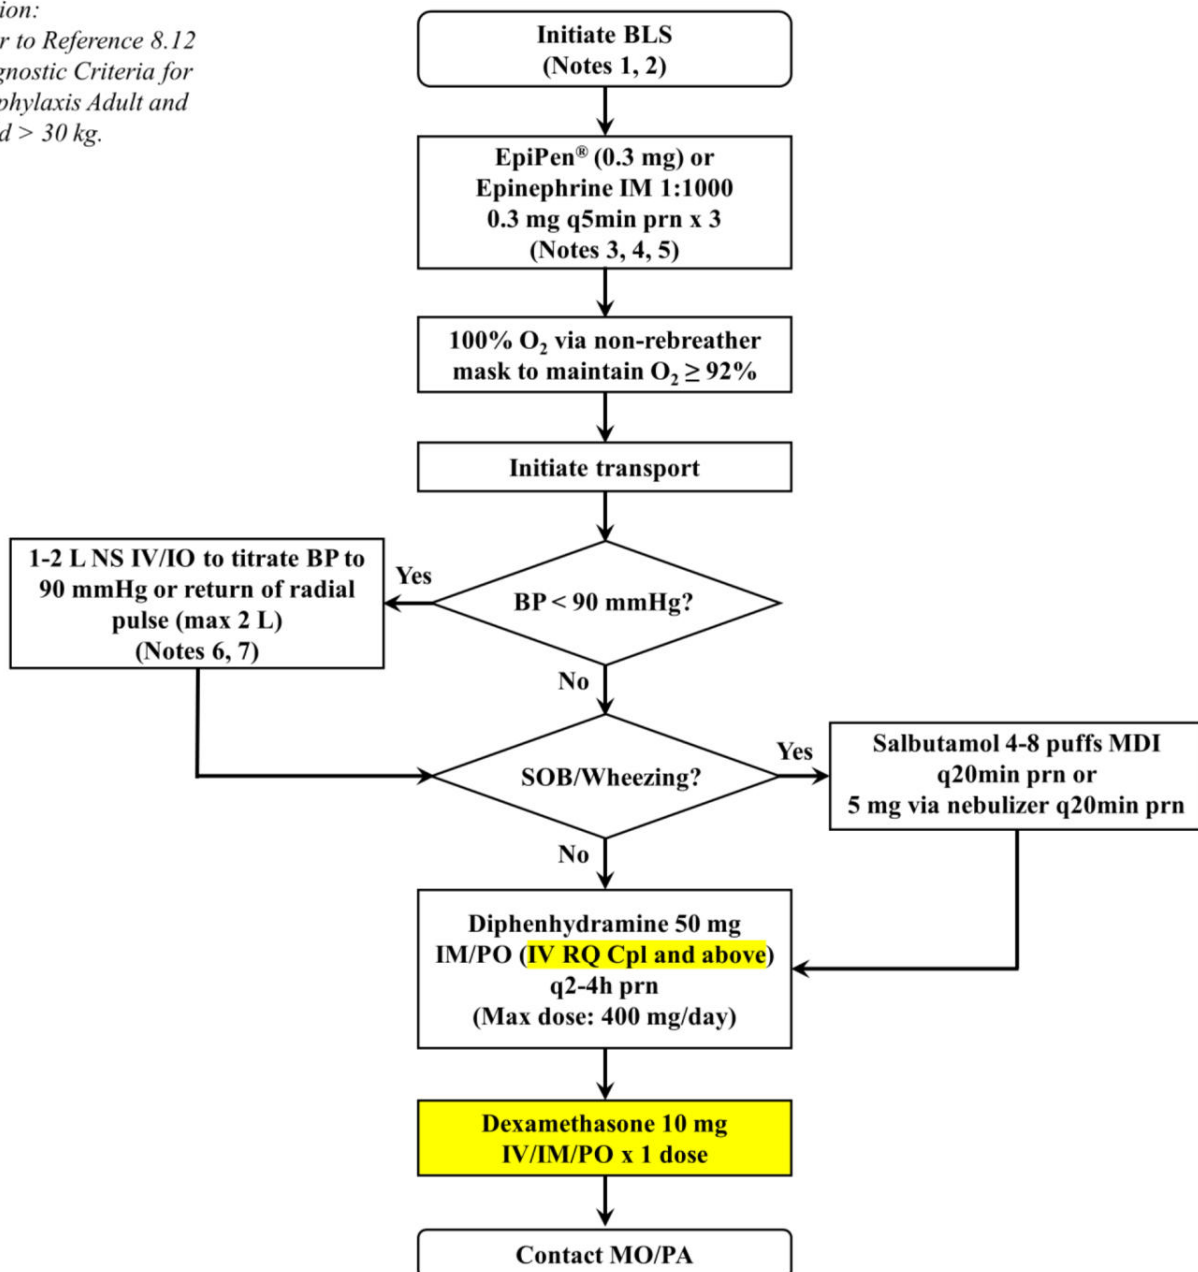 ion:
r to Reference 8.12
gnostic Criteria for
phylaxis Adult and
d > 30 kg.
Initiate BLS
(Notes 1, 2)
EpiPen® (0.3 mg) or
Epinephrine IM 1:1000
0.3 mg q5min prn x 3
(Notes 3, 4, 5)
100% O₂ via non-rebreather
mask to maintain O₂ ≥ 92%
Initiate transport
BP < 90 mmHg?
Yes
1-2 L NS IV/IO to titrate BP to
90 mmHg or return of radial
pulse (max 2 L)
(Notes 6, 7)
No
SOB/Wheezing?
Yes
Salbutamol 4-8 puffs MDI
q20min prn or
5 mg via nebulizer q20min prn
No
Diphenhydramine 50 mg
IM/PO (IV RQ Cpl and above)
q2-4h prn
(Max dose: 400 mg/day)
Dexamethasone 10 mg
IV/IM/PO x 1 dose
Contact MO/PA